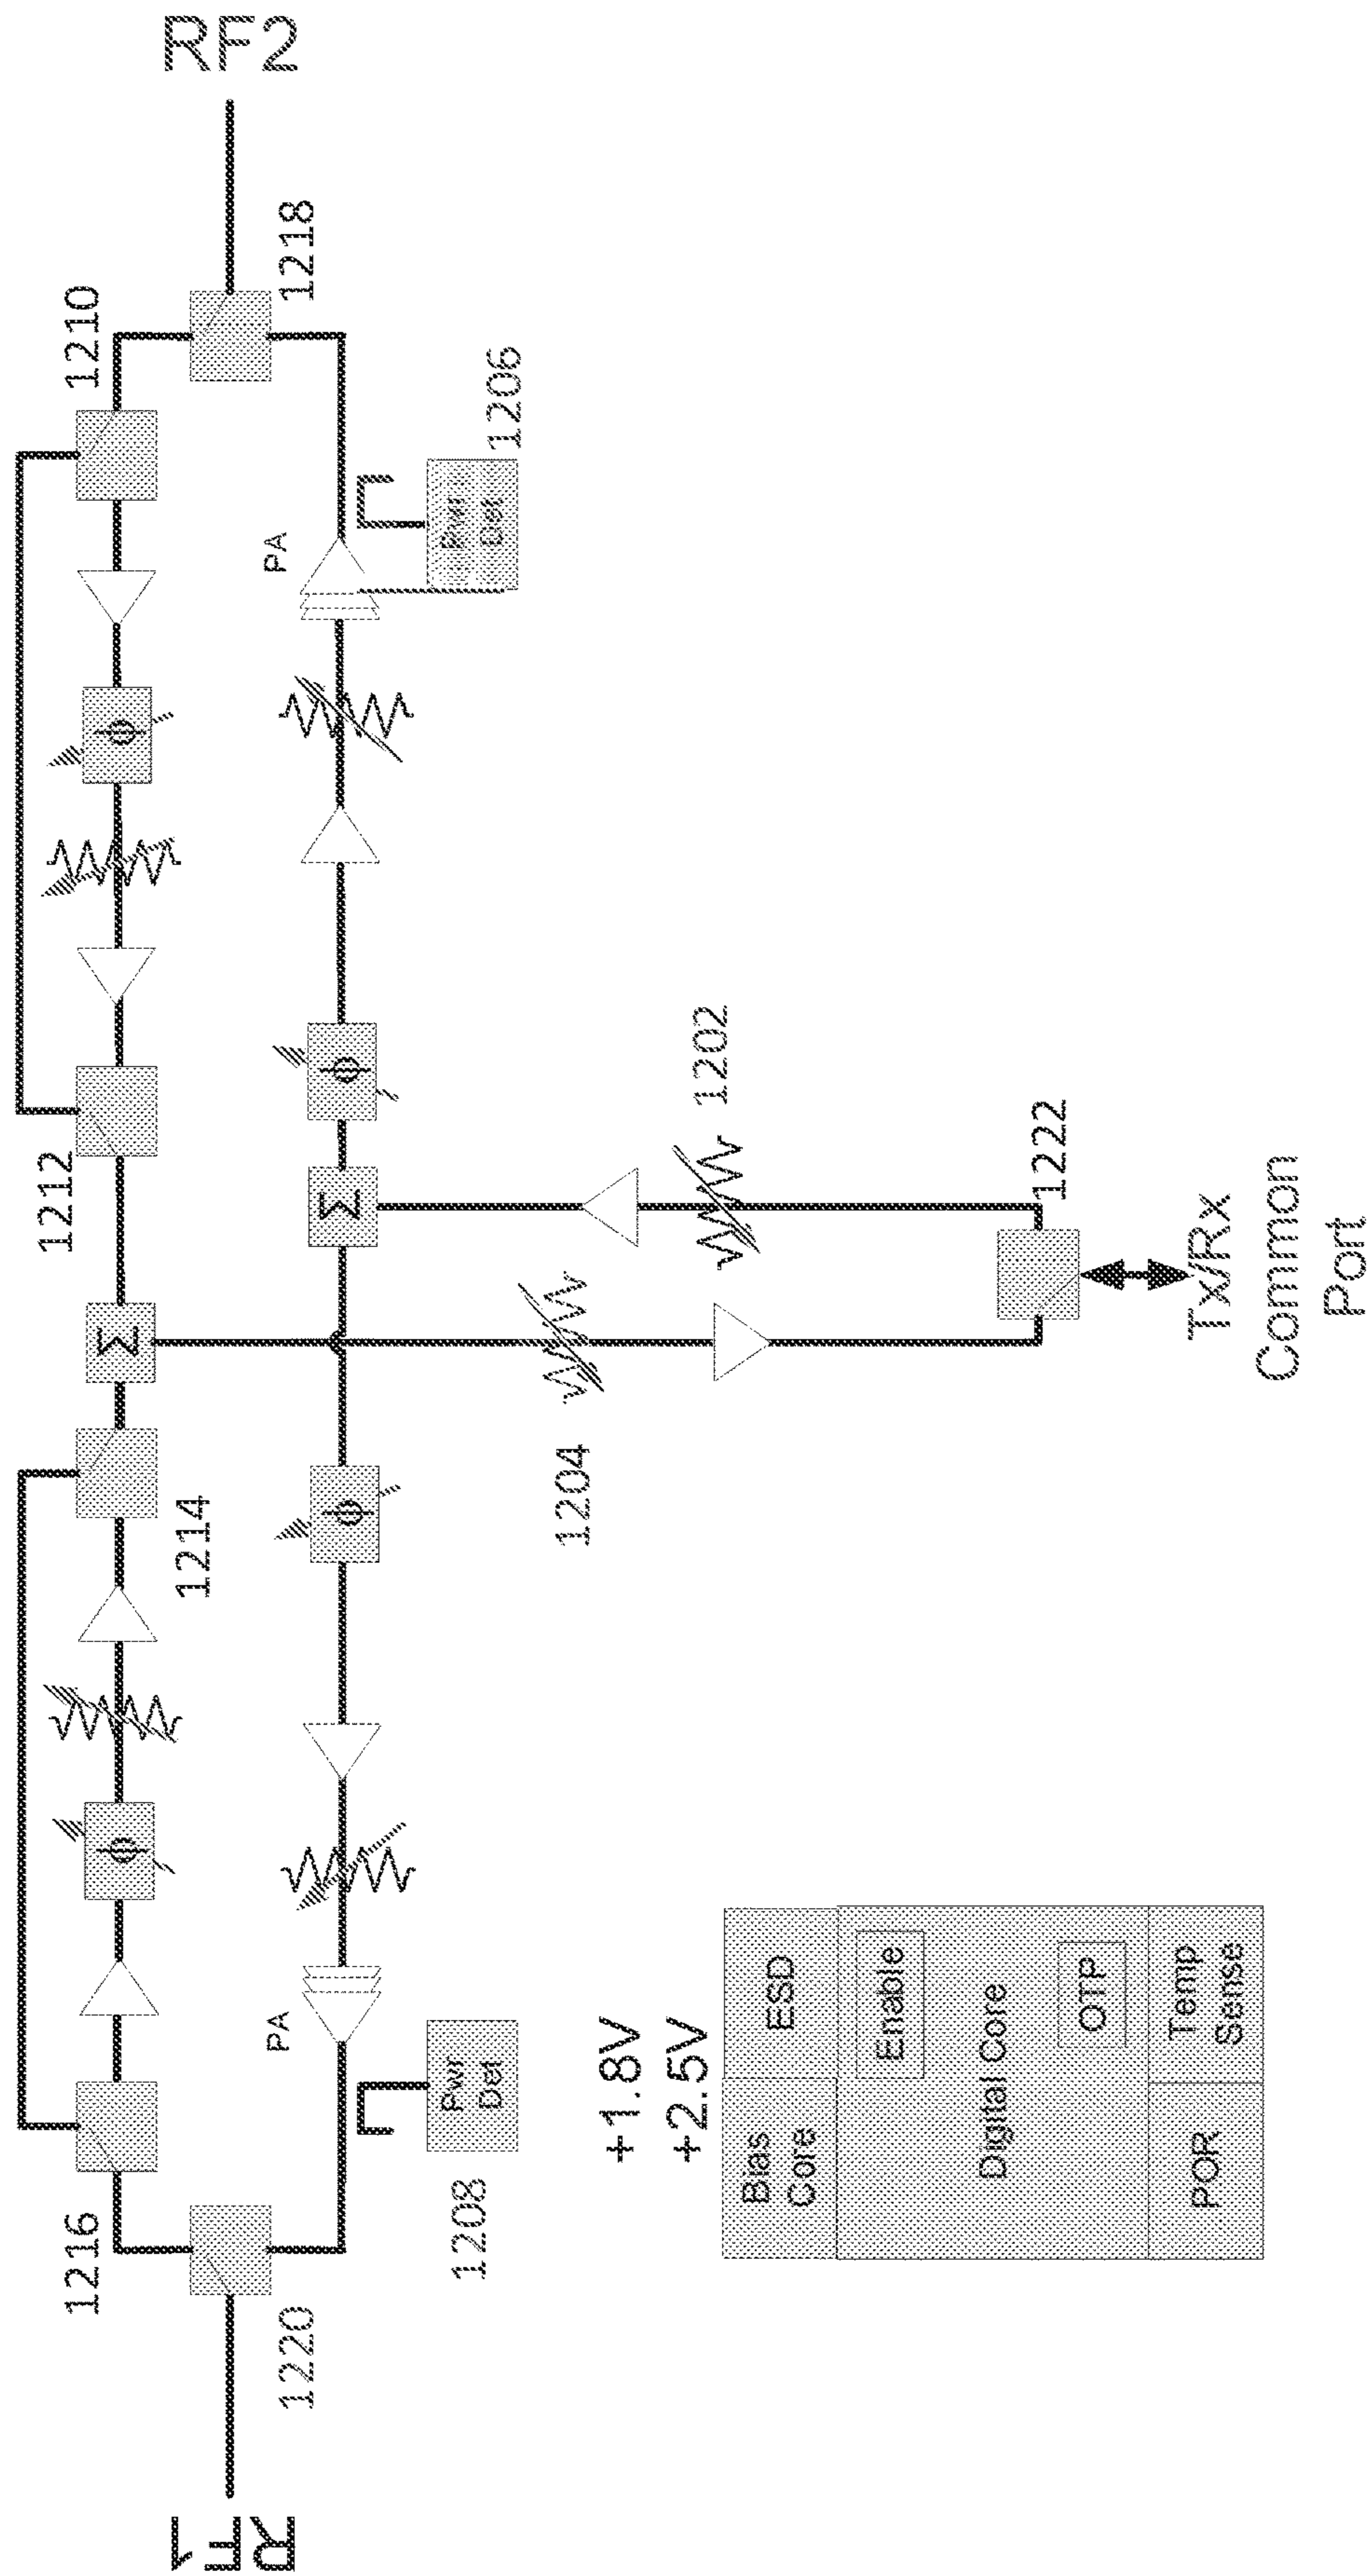 RF2
1210
1218
PA
1206
Pwr
Det
ϕ
ϕ
1212
1202
Σ
Σ
1222
Tx/Rx
Common
Port
1204
1214
ϕ
ϕ
PA
Pwr
Det
1208
1216
1220
RF1
+1.8V
+2.5V
Bias
Core
ESD
Enable
Digital Core
OTP
POR
Temp
Sense